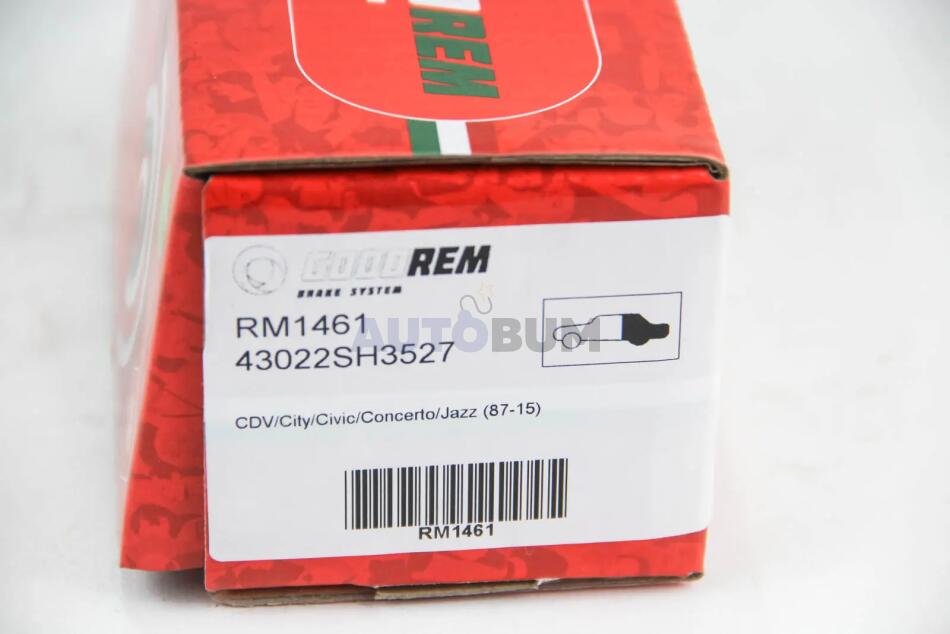 REM
GOODREM
BRAKE SYSTEM
RM1461
43022SH3527
AUTOBUM
CDV/City/Civic/Concerto/Jazz (87-15)
RM1461